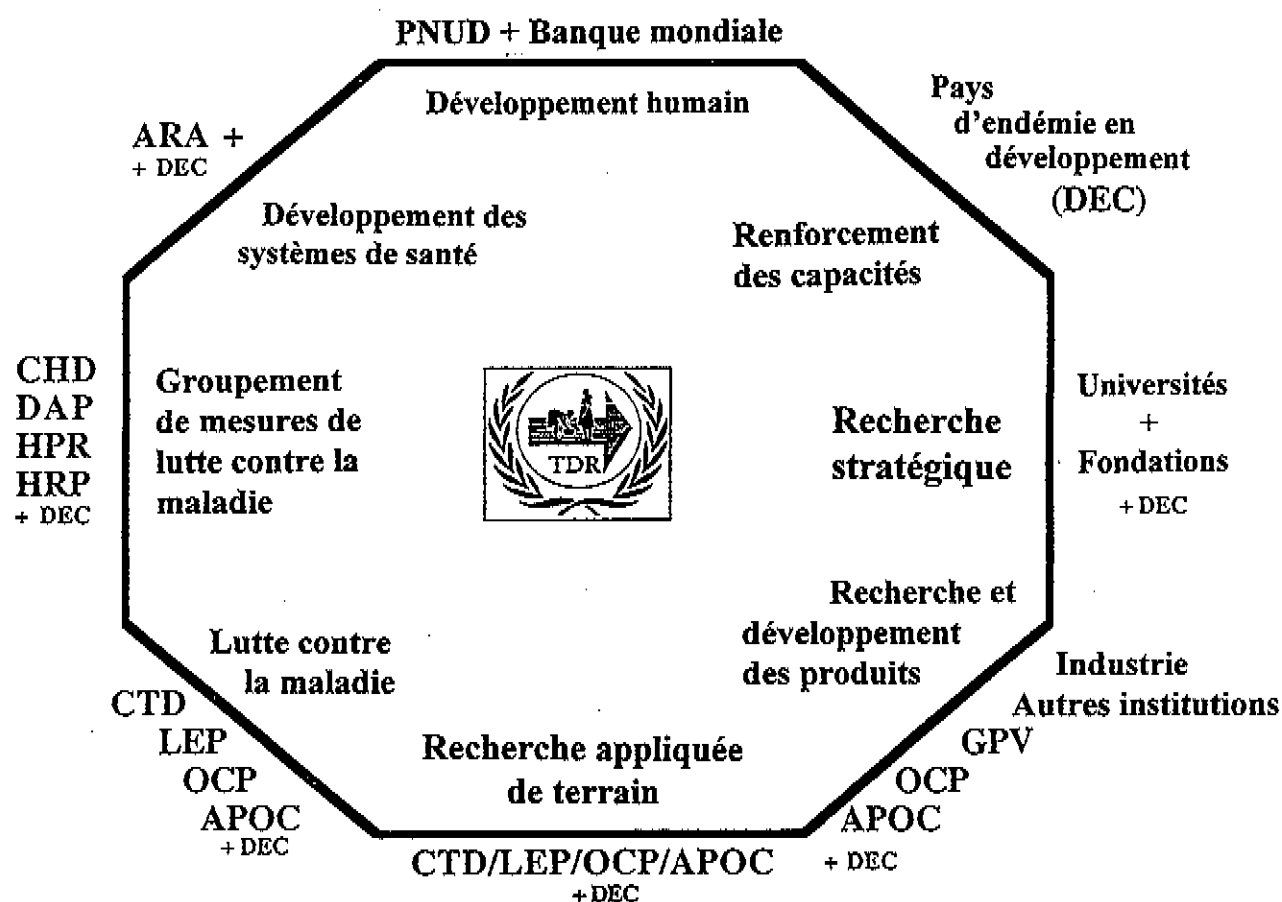 PNUD + Banque mondiale
Développement humain
Pays
d'endémie en
développement
(DEC)
ARA +
+ DEC
Développement des
systèmes de santé
Renforcement
des capacités
CHD
DAP
HPR
HRP
+ DEC
Groupement
de mesures de
lutte contre la
maladie
TDR
Recherche
stratégique
Universités
+
Fondations
+ DEC
Lutte contre
la maladie
Recherche et
développement
des produits
Industrie
Autres institutions
GPV
OCP
APOC
+ DEC
CTD
LEP
OCP
APOC
+ DEC
Recherche appliquée
de terrain
CTD/LEP/OCP/APOC
+ DEC